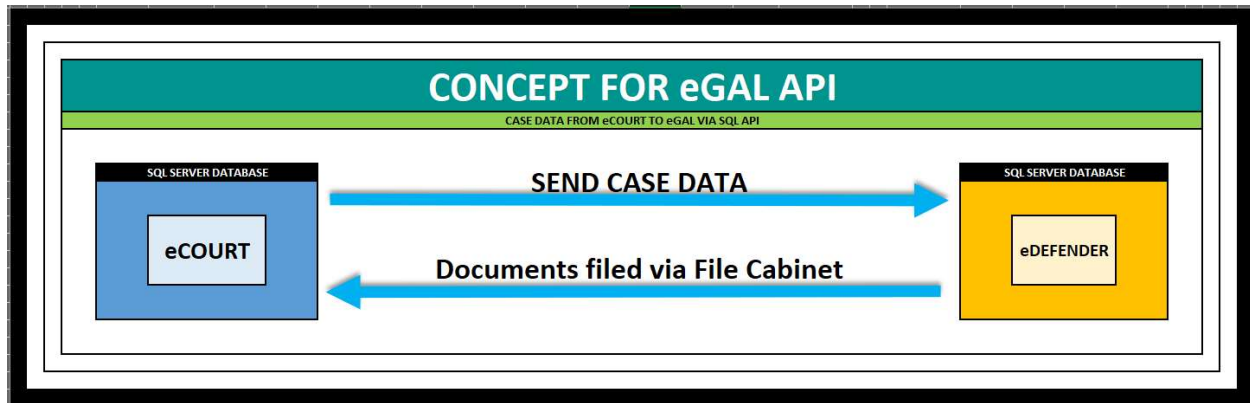 CONCEPT FOR eGAL API
CASE DATA FROM eCOURT TO eGAL VIA SQL API
SQL SERVER DATABASE
SEND CASE DATA
SQL SERVER DATABASE
eCOURT
Documents filed via File Cabinet
eDEFENDER